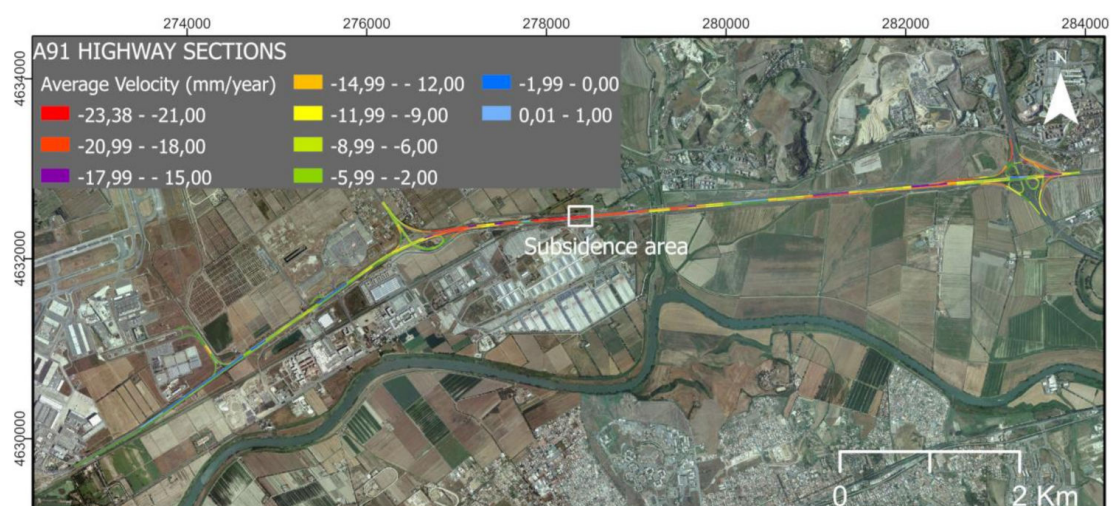 274000 276000 278000 280000 282000 284000
4634000
4632000
4630000
A91 HIGHWAY SECTIONS
Average Velocity (mm/year)
-23,38 - -21,00
-20,99 - -18,00
-17,99 - - 15,00
-14,99 - - 12,00
-11,99 - -9,00
-8,99 - -6,00
-5,99 - -2,00
-1,99 - 0,00
0,01 - 1,00
N
Subsidence area
0 2 Km